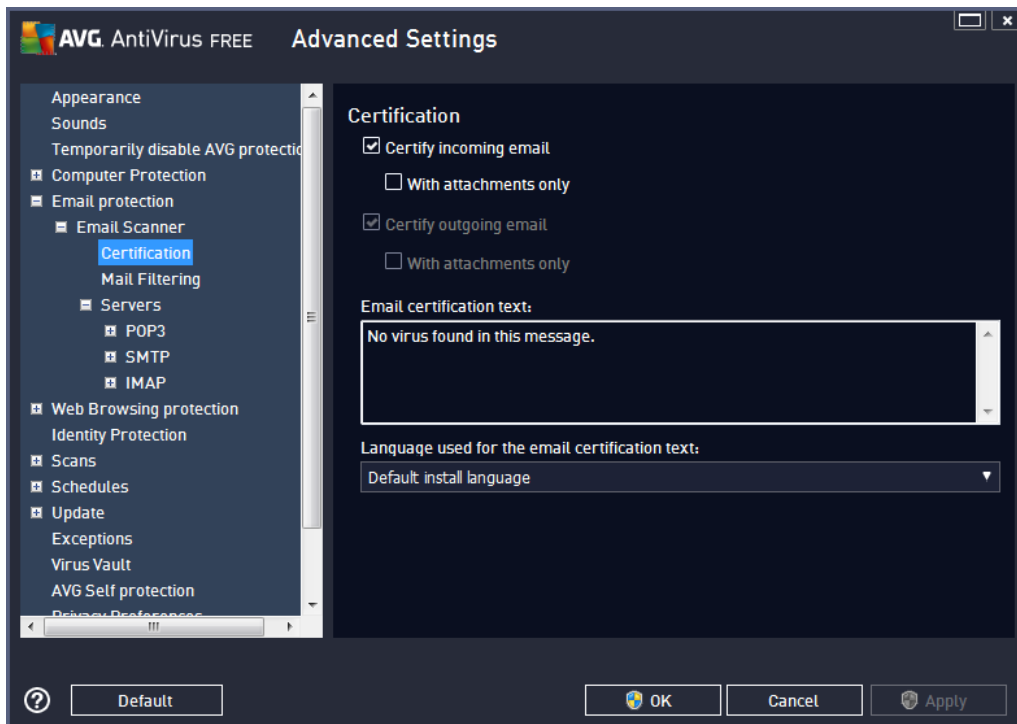 AVG. AntiVirus FREE Advanced Settings
Appearance
Sounds
Temporarily disable AVG protectic
Computer Protection
Email protection
Email Scanner
Certification
Mail Filtering
Servers
POP3
SMTP
IMAP
Web Browsing protection
Identity Protection
Scans
Schedules
Update
Exceptions
Virus Vault
AVG Self protection
Privacy Preferences
Certification
Certify incoming email
With attachments only
Certify outgoing email
With attachments only
Email certification text:
No virus found in this message.
Language used for the email certification text:
Default install language
Default
OK
Cancel
Apply